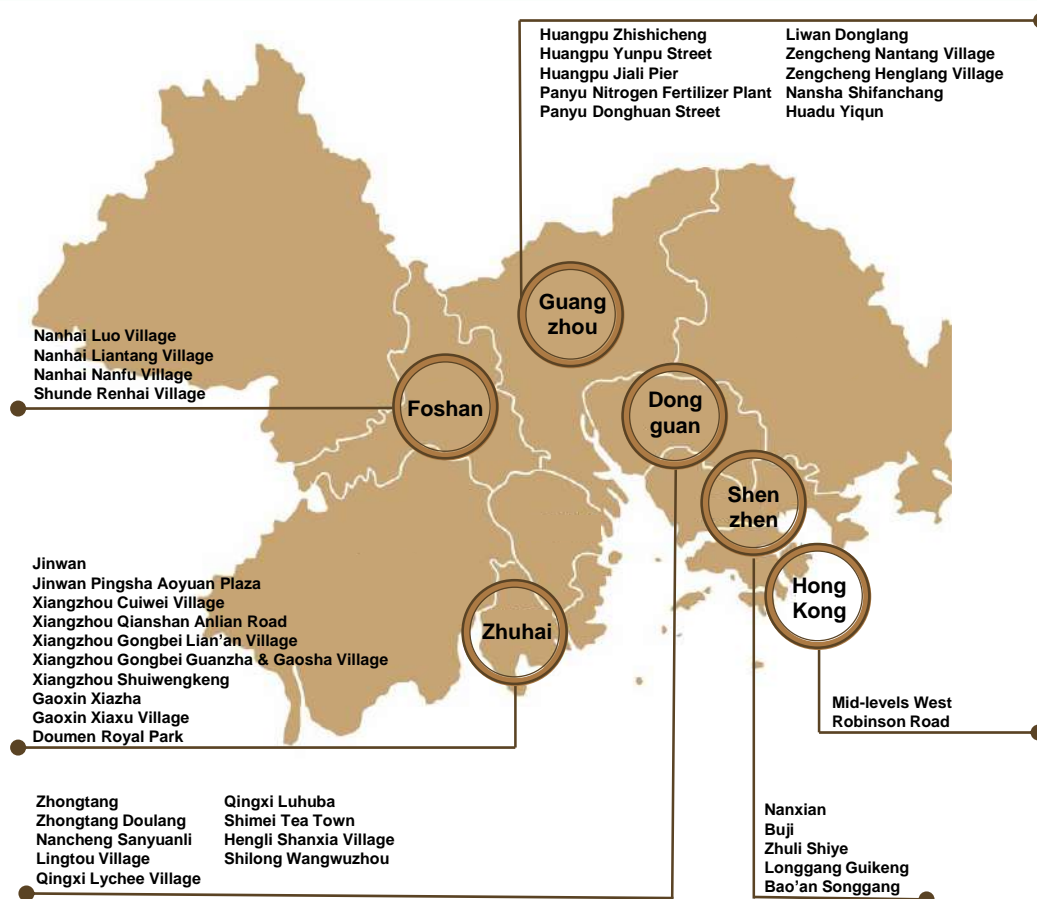 Huangpu Zhishicheng
Huangpu Yunpu Street
Huangpu Jiali Pier
Panyu Nitrogen Fertilizer Plant
Panyu Donghuan Street
Liwan Donglang
Zengcheng Nantang Village
Zengcheng Henglang Village
Nansha Shifanchang
Huadu Yiqun
Guang
zhou
Nanhai Luo Village
Nanhai Liantang Village
Nanhai Nanfu Village
Shunde Renhai Village
Foshan
Dong
guan
Shen
zhen
Hong
Kong
Jinwan
Jinwan Pingsha Aoyuan Plaza
Xiangzhou Cuiwei Village
Xiangzhou Qianshan Anlian Road
Xiangzhou Gongbei Lian'an Village
Xiangzhou Gongbei Guanzha & Gaosha Village
Xiangzhou Shuiwengkeng
Gaoxin Xiazha
Gaoxin Xiaxu Village
Doumen Royal Park
Zhuhai
Mid-levels West
Robinson Road
Zhongtang
Zhongtang Doulang
Nancheng Sanyuanli
Lingtou Village
Qingxi Lychee Village
Qingxi Luhuba
Shimei Tea Town
Hengli Shanxia Village
Shilong Wangwuzhou
Nanxian
Buji
Zhuli Shiye
Longgang Guikeng
Bao'an Songgang